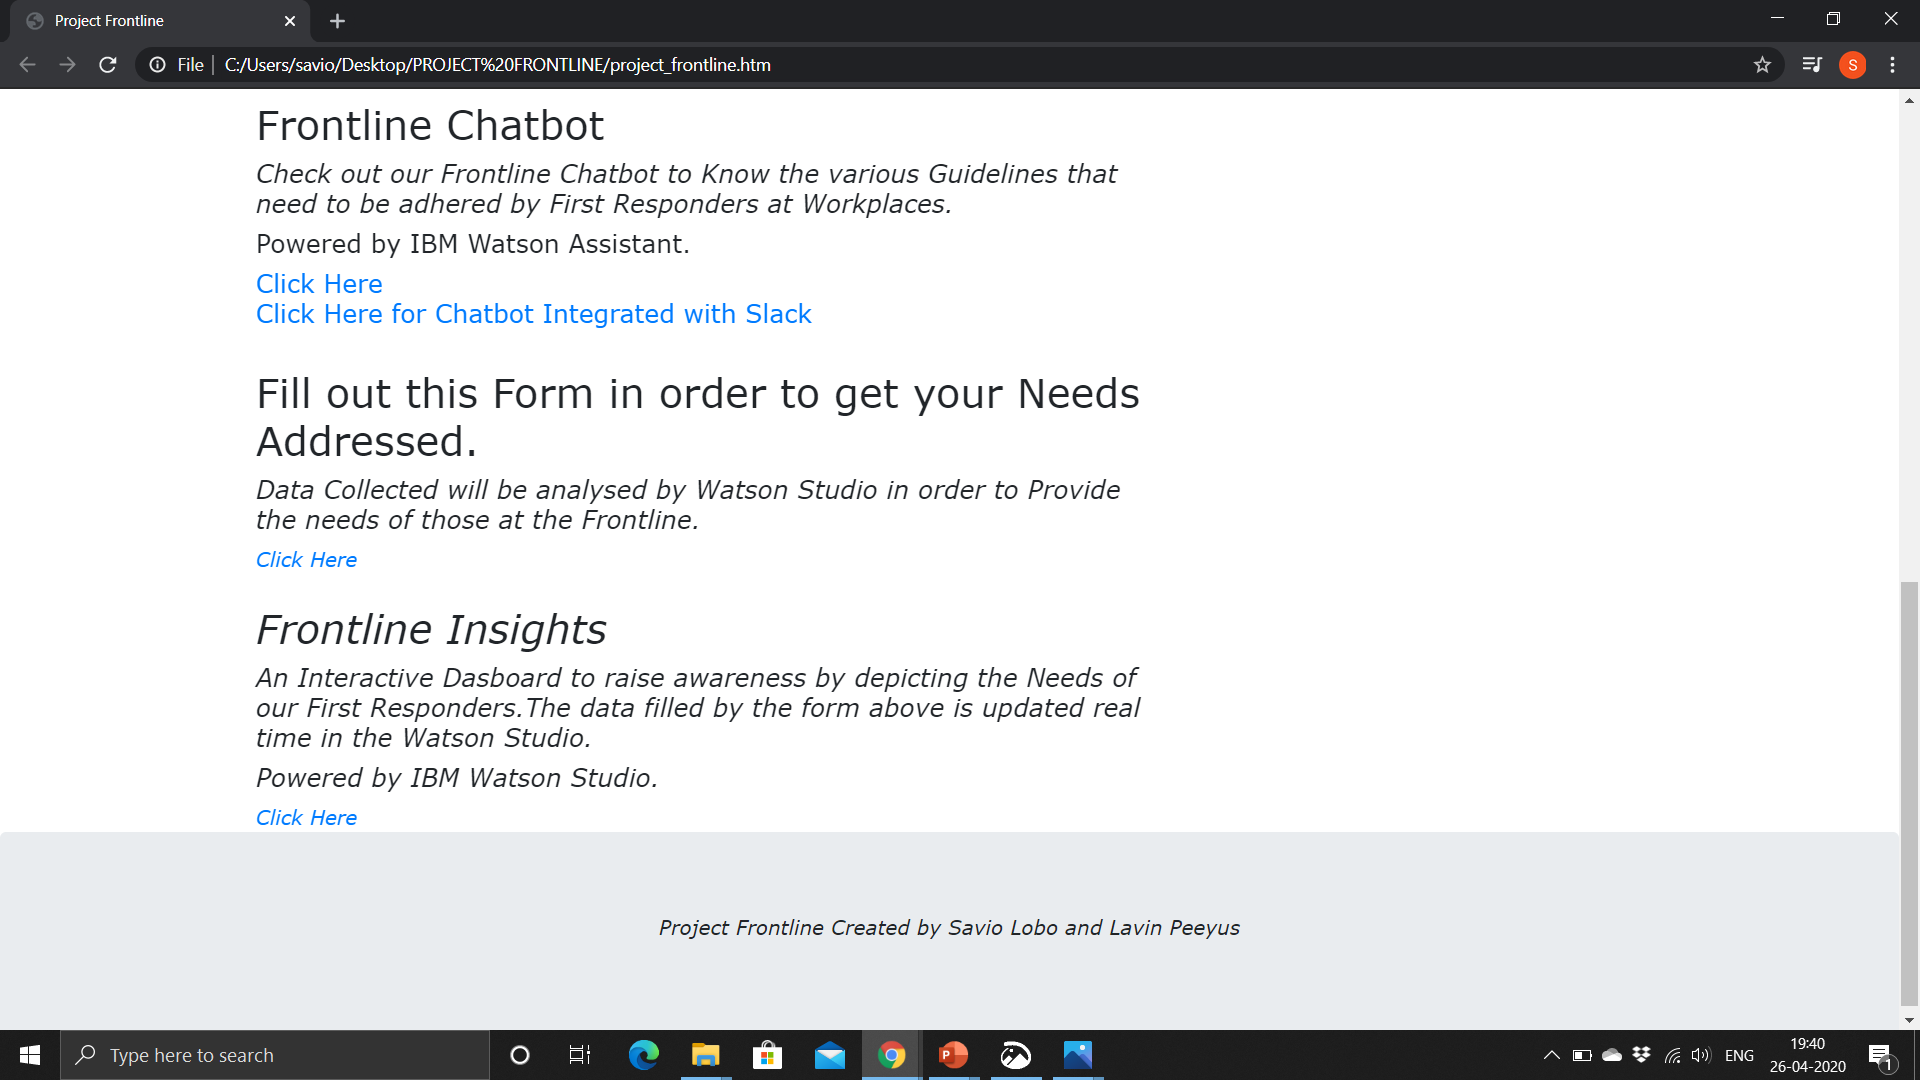 Project Frontline
File
C:/Users/savio/Desktop/PROJECT%20FRONTLINE/project_frontline.htm
S
Frontline Chatbot
Check out our Frontline Chatbot to Know the various Guidelines that
need to be adhered by First Responders at Workplaces.
Powered by IBM Watson Assistant.
Click Here
Click Here for Chatbot Integrated with Slack
Fill out this Form in order to get your Needs
Addressed.
Data Collected will be analysed by Watson Studio in order to Provide
the needs of those at the Frontline.
Click Here
Frontline Insights
An Interactive Dasboard to raise awareness by depicting the Needs of
our First Responders.The data filled by the form above is updated real
time in the Watson Studio.
Powered by IBM Watson Studio.
Click Here
Project Frontline Created by Savio Lobo and Lavin Peeyus
Type here to search
P
ENG
19:40
26-04-2020
1